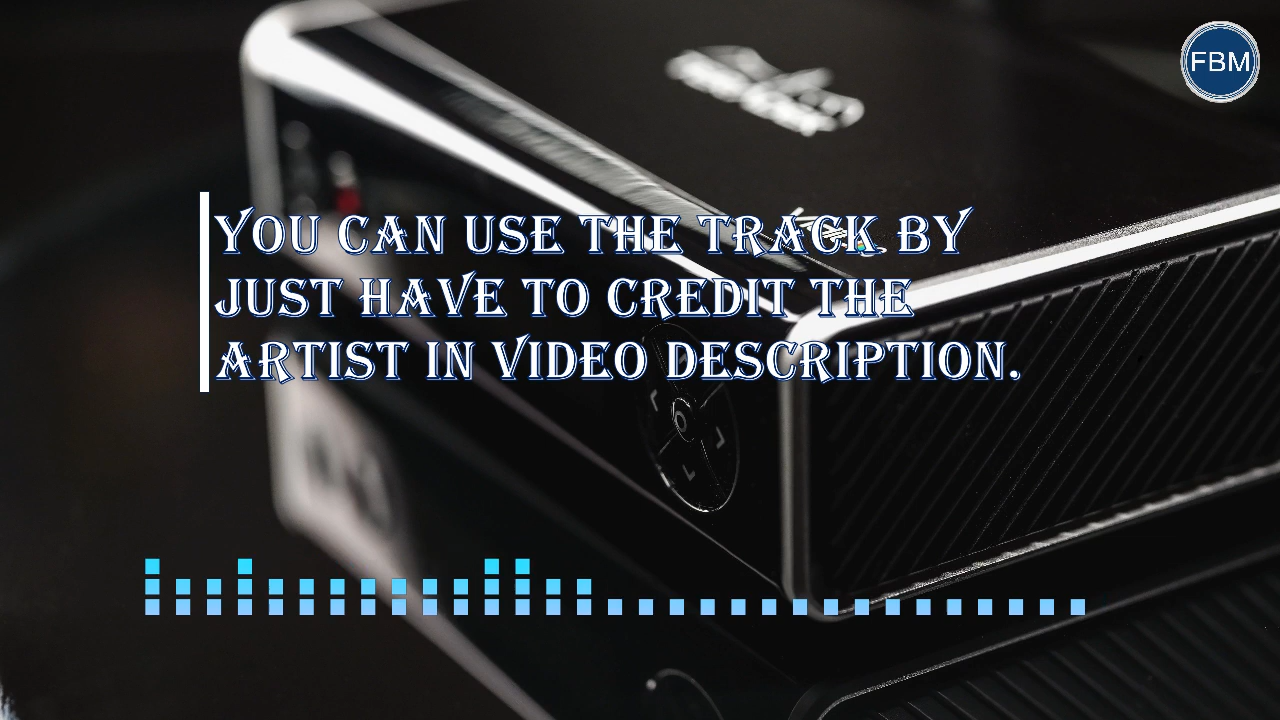 FBM
YOU CAN USE THE TRACK BY
JUST HAVE TO CREDIT THE
ARTIST IN VIDEO DESCRIPTION.